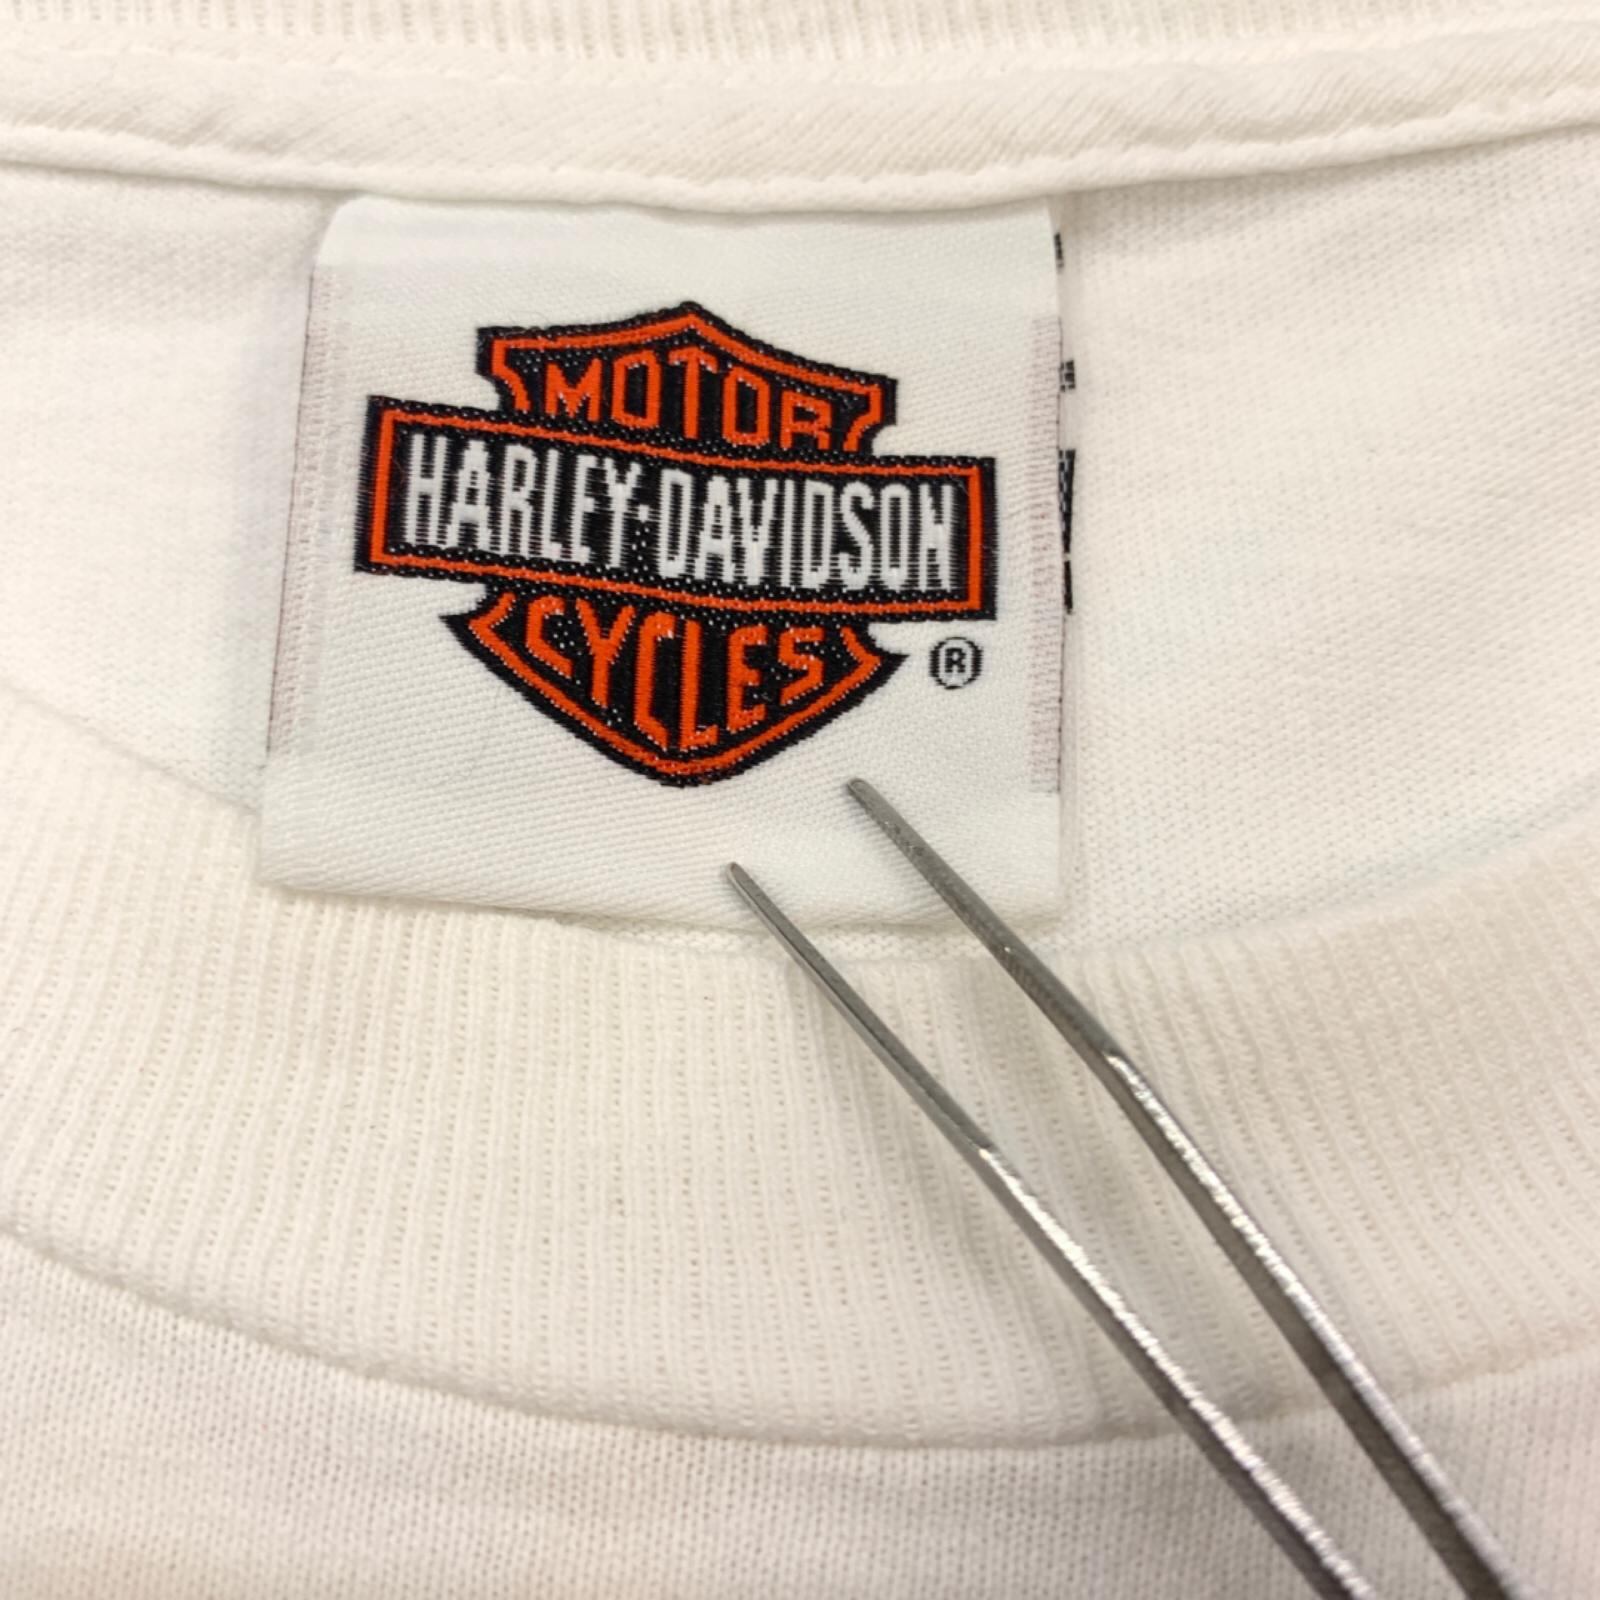 MOTOR
HARLEY-DAVIDSON
CYCLES
®